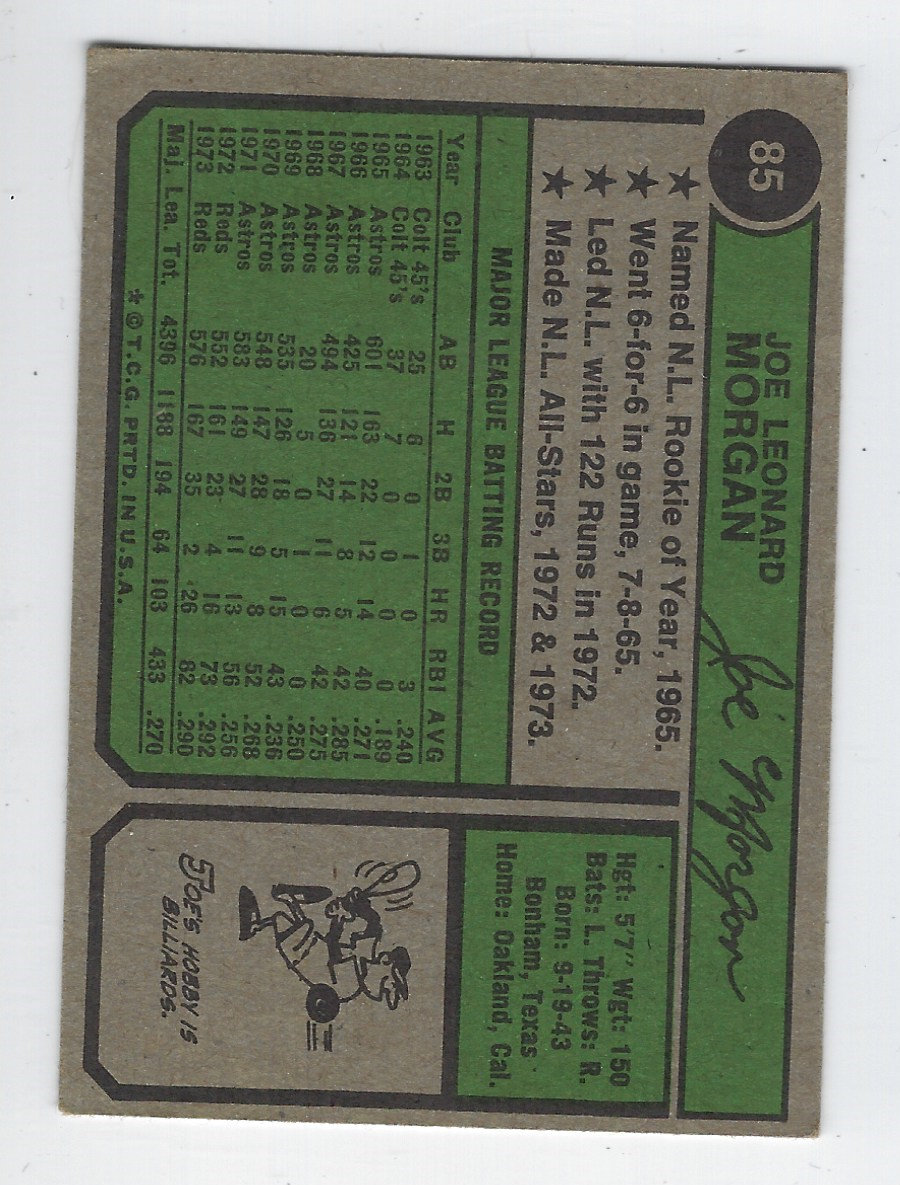 85
JOE LEONARD
MORGAN
Joe Morgan
★ Named N.L. Rookie of Year, 1965.
★ Went 6-for-6 in game, 7-8-65.
★ Led N.L. with 122 Runs in 1972.
★ Made N.L. All-Stars, 1972 & 1973.
MAJOR LEAGUE BATTING RECORD
Year Club AB H 2B 3B HR RBI AVG
1963 Colt 45's 25 6 0 1 0 3 .240
1964 Colt 45's 37 7 0 0 0 0 .189
1965 Astros 601 163 22 12 14 40 .271
1966 Astros 425 121 14 8 5 42 .285
1967 Astros 494 136 27 11 6 42 .275
1968 Astros 20 5 0 1 0 0 .250
1969 Astros 535 126 18 5 15 43 .236
1970 Astros 548 147 28 9 8 52 .268
1971 Astros 583 149 27 11 13 56 .256
1972 Reds 552 161 23 4 16 73 .292
1973 Reds 576 167 35 2 26 82 .290
Maj. Lea. Tot. 4396 1188 194 64 103 433 .270
* © T.C.G. PRTD. IN U.S.A.
Hgt: 5'7" Wgt: 150
Bats: L. Throws: R.
Born: 9-19-43
Bonham, Texas
Home: Oakland, Cal.
JOE'S HOBBY IS
BILLIARDS.